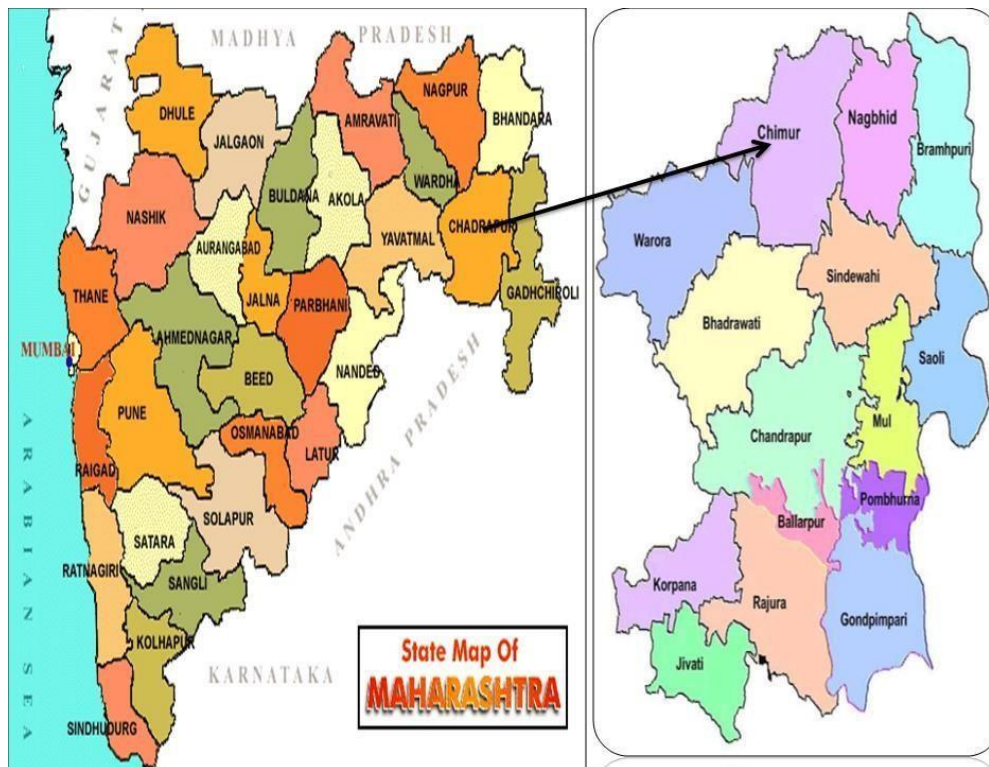 MADHYA PRADESH
GUJARAT
DHULE
JALGAON
AMRAVATI
NAGPUR
BHANDARA
NASHIK
BULDANA
AKOLA
WARDHA
AURANGABAD
YAVATMAL
CHADRAPUR
GADHCHIROLI
THANE
JALNA
PARBHANI
AHMEDNAGAR
MUMBAI
BEED
NANDED
PUNE
OSMANABAD
LATUR
RAIGAD
ANDHRA PRADESH
ARABIAN SEA
SOLAPUR
SATARA
RATNAGIRI
SANGLI
KOLHAPUR
KARNATAKA
SINDHUDURG
State Map Of
MAHARASHTRA
Chimur
Nagbhid
Bramhpuri
Warora
Sindewahi
Bhadrawati
Saoli
Mul
Chandrapur
Pombhurna
Ballarpur
Korpana
Rajura
Gondpimpari
Jivati